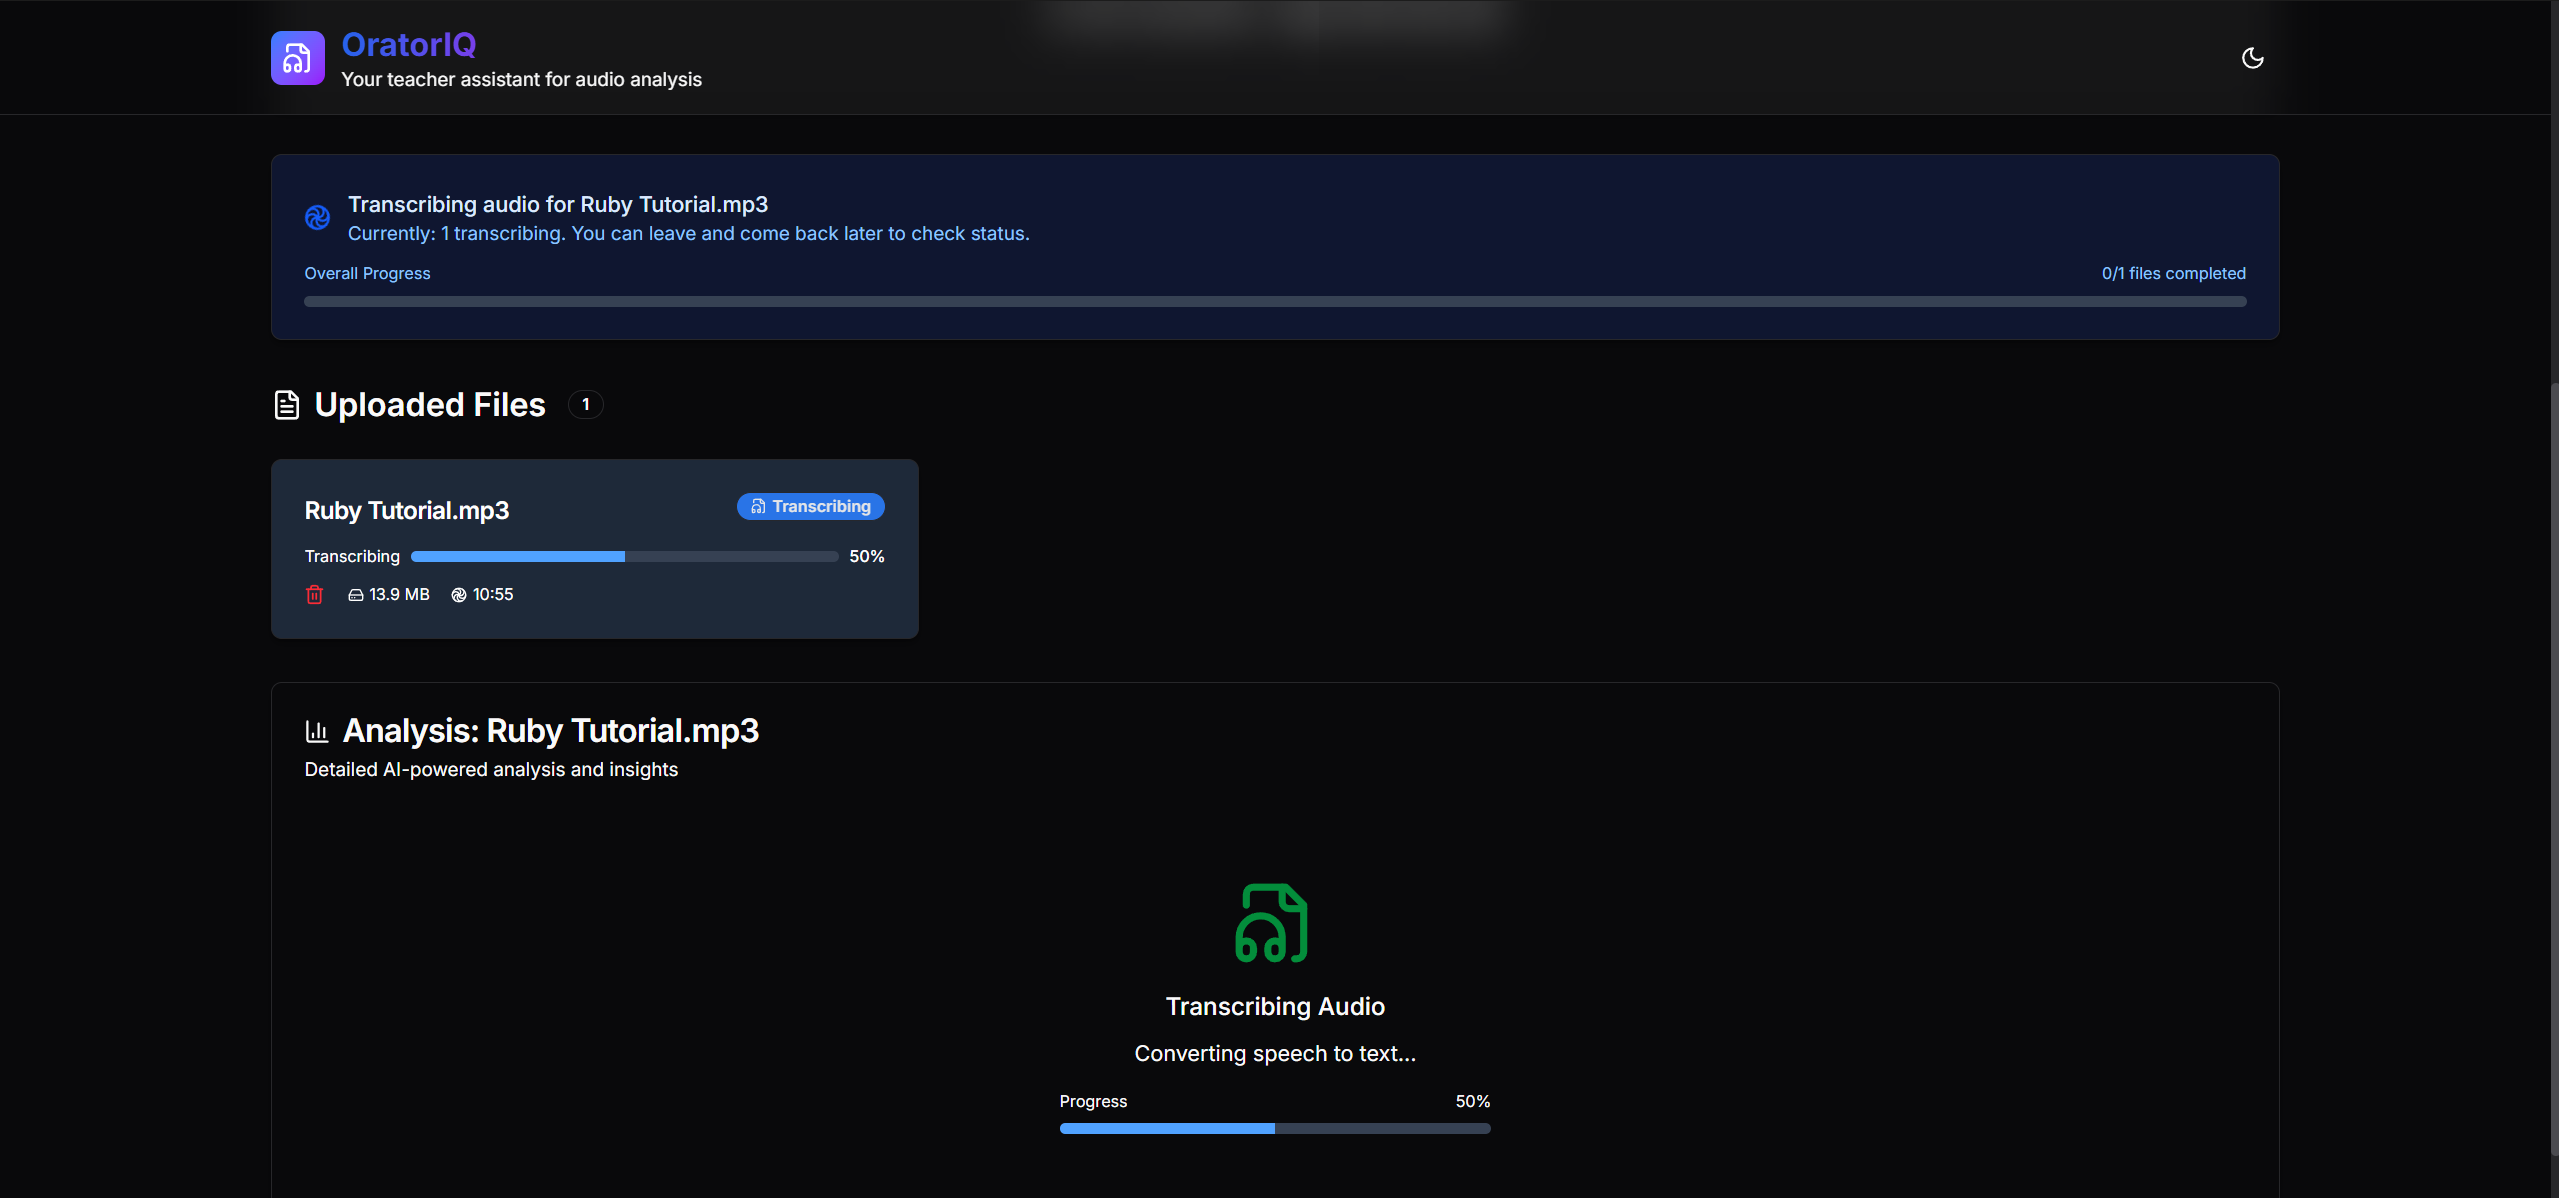 OratorIQ
Your teacher assistant for audio analysis
Transcribing audio for Ruby Tutorial.mp3
Currently: 1 transcribing. You can leave and come back later to check status.
Overall Progress
0/1 files completed
Uploaded Files
1
Ruby Tutorial.mp3
Transcribing
Transcribing
50%
13.9 MB
10:55
Analysis: Ruby Tutorial.mp3
Detailed AI-powered analysis and insights
Transcribing Audio
Converting speech to text...
Progress
50%